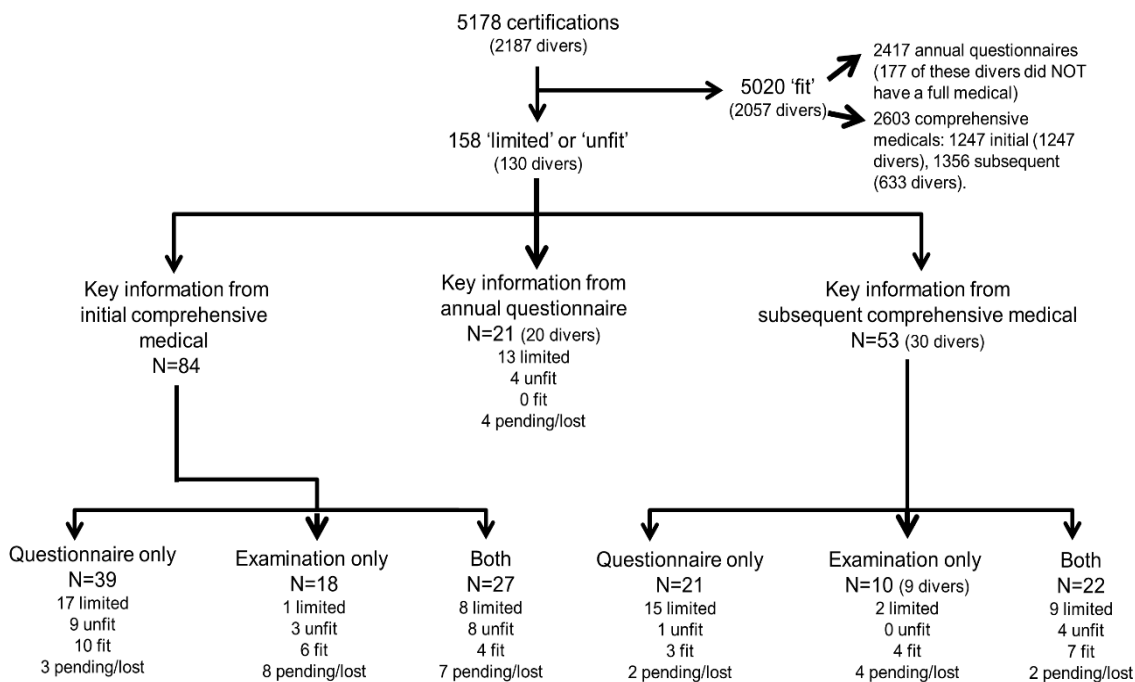 5178 certifications
(2187 divers)
2417 annual questionnaires
(177 of these divers did NOT
have a full medical)
5020 ‘fit’
(2057 divers)
2603 comprehensive
medicals: 1247 initial (1247
divers), 1356 subsequent
(633 divers).
158 ‘limited’ or ‘unfit’
(130 divers)
Key information from
initial comprehensive
medical
N=84
Key information from
annual questionnaire
N=21 (20 divers)
13 limited
4 unfit
0 fit
4 pending/lost
Key information from
subsequent comprehensive medical
N=53 (30 divers)
Questionnaire only
N=39
17 limited
9 unfit
10 fit
3 pending/lost
Examination only
N=18
1 limited
3 unfit
6 fit
8 pending/lost
Both
N=27
8 limited
8 unfit
4 fit
7 pending/lost
Questionnaire only
N=21
15 limited
1 unfit
3 fit
2 pending/lost
Examination only
N=10 (9 divers)
2 limited
0 unfit
4 fit
4 pending/lost
Both
N=22
9 limited
4 unfit
7 fit
2 pending/lost